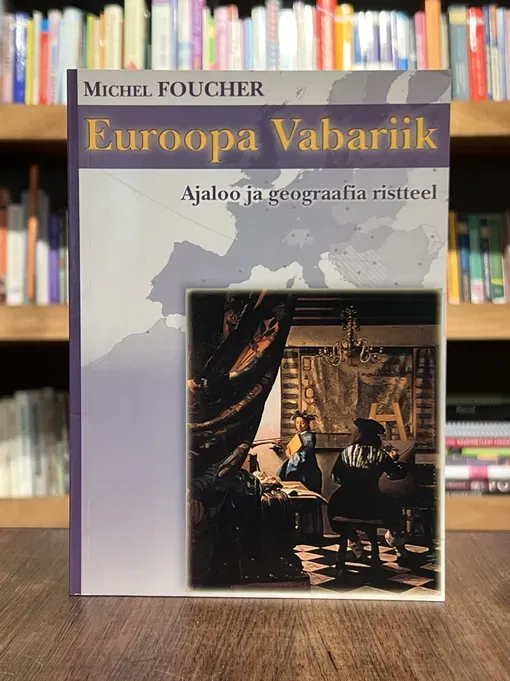 MICHEL FOUCHER
Euroopa Vabariik
Ajaloo ja geograafia ristteel